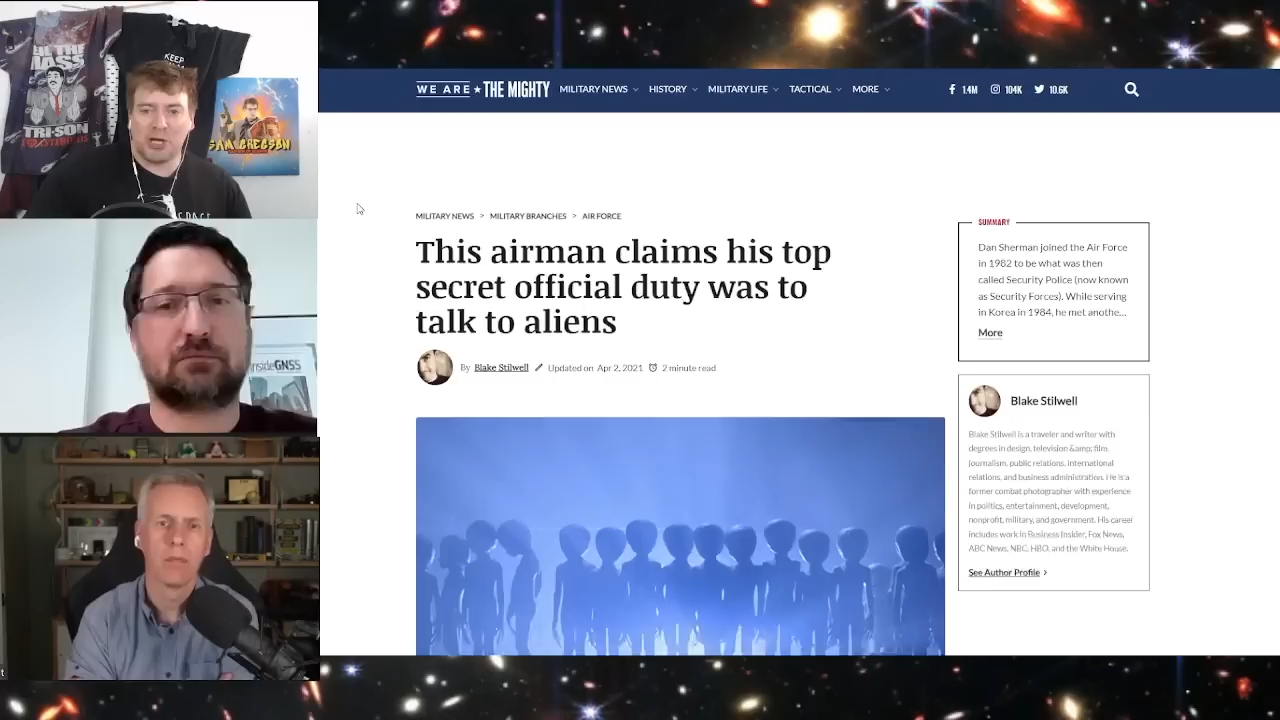 KEEP
TRI-SON
SAM GREGSON
SPACE
insideGNSS
t
WE ARE ★ THE MIGHTY
MILITARY NEWS
HISTORY
MILITARY LIFE
TACTICAL
MORE
1.4M
104K
10.6K
MILITARY NEWS > MILITARY BRANCHES > AIR FORCE
This airman claims his top
secret official duty was to
talk to aliens
By Blake Stilwell Updated on Apr 2, 2021 2 minute read
SUMMARY
Dan Sherman joined the Air Force
in 1982 to be what was then
called Security Police (now known
as Security Forces). While serving
in Korea in 1984, he met anothe...
More
Blake Stilwell
Blake Stilwell is a traveler and writer with
degrees in design, television &amp; film,
journalism, public relations, international
relations, and business administration. He is a
former combat photographer with experience
in politics, entertainment, development,
nonprofit, military, and government. His career
includes work in Business Insider, Fox News,
ABC News, NBC, HBO, and the White House.
See Author Profile >